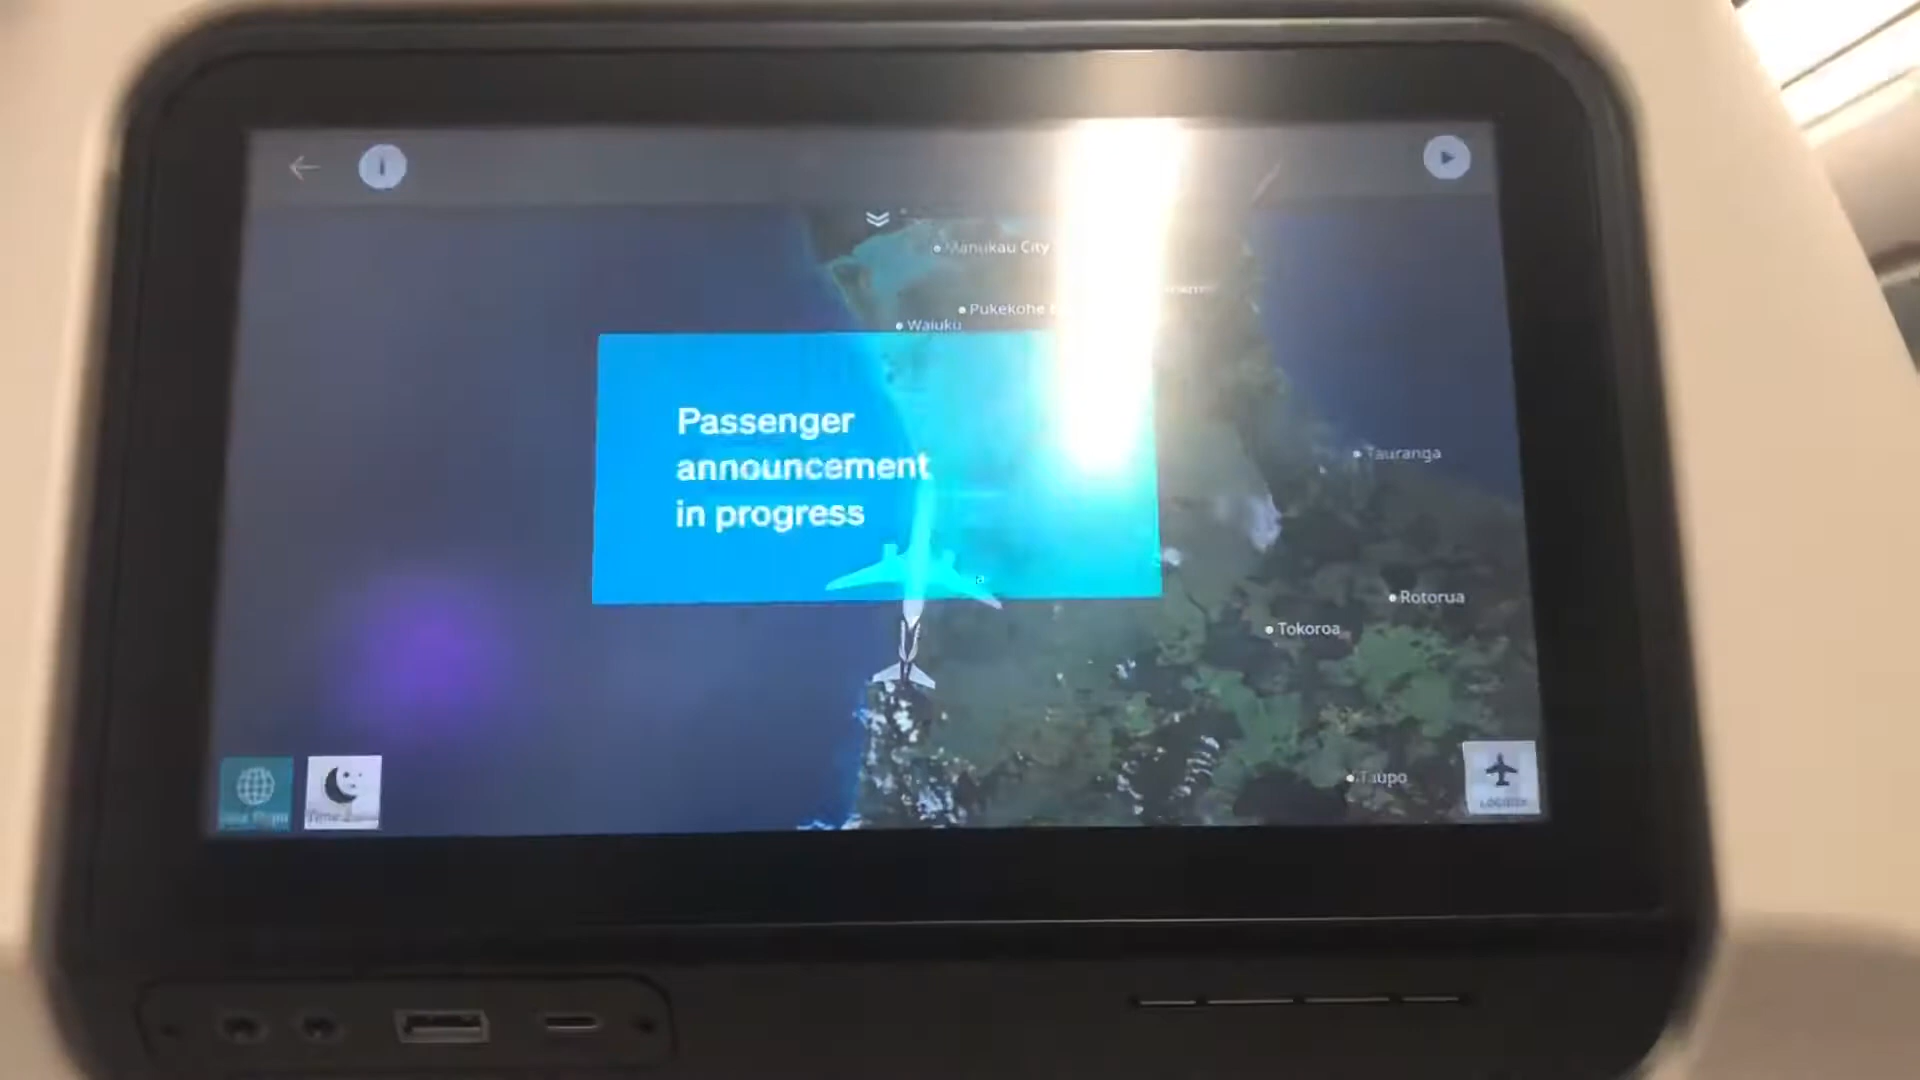 Manukau City
Pukekohe
Waiuku
Passenger
announcement
in progress
Tauranga
Rotorua
Tokoroa
Taupo